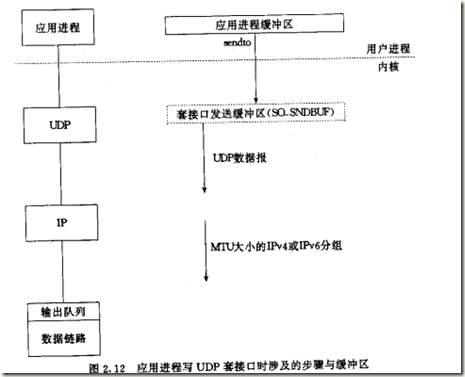 应用进程
应用进程缓冲区
sendto
用户进程
内核
UDP
套接口发送缓冲区(SO-SNDBUF)
UDP数据报
IP
MTU大小的IPv4或IPv6分组
输出队列
数据链路
图 2.12 应用进程写 UDP 套接口时涉及的步骤与缓冲区